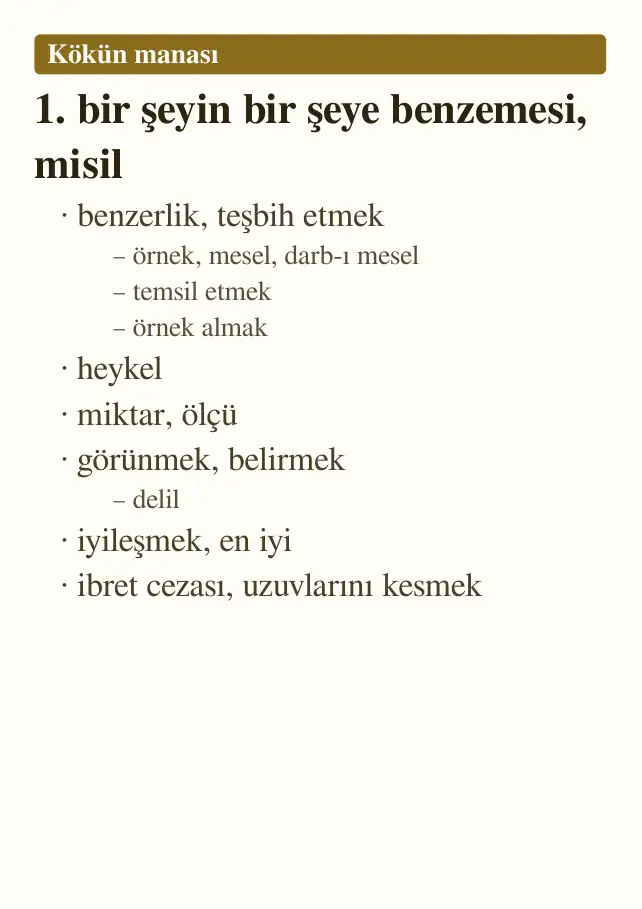 Kökün manası
1. bir şeyin bir şeye benzemesi,
misil
· benzerlik, teşbih etmek
– örnek, mesel, darb-ı mesel
– temsil etmek
– örnek almak
· heykel
· miktar, ölçü
· görünmek, belirmek
– delil
· iyileşmek, en iyi
· ibret cezası, uzuvlarını kesmek